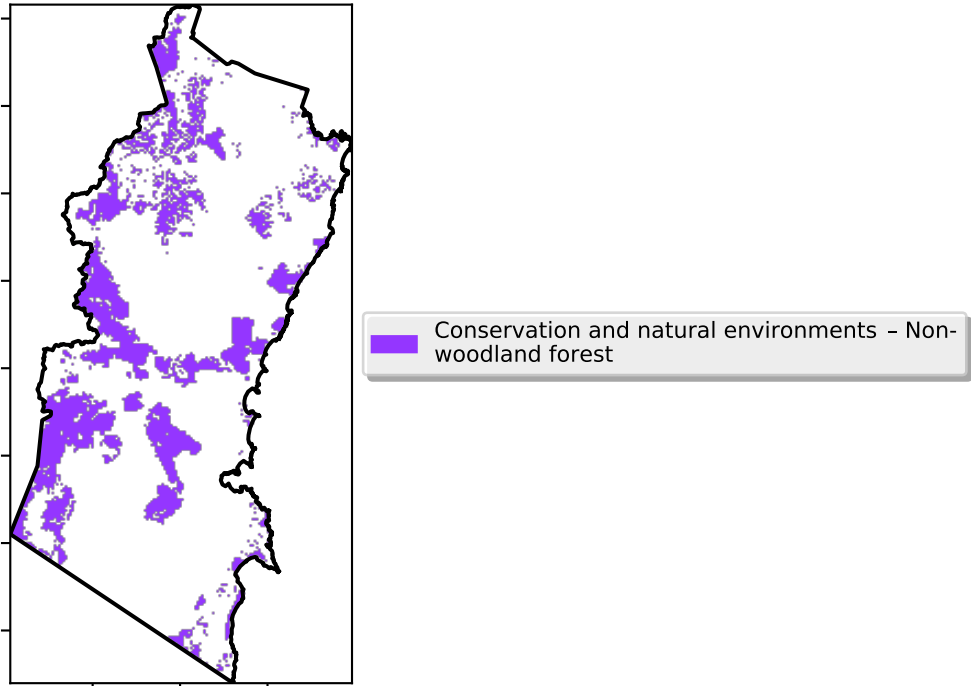 Conservation and natural environments – Non-
woodland forest